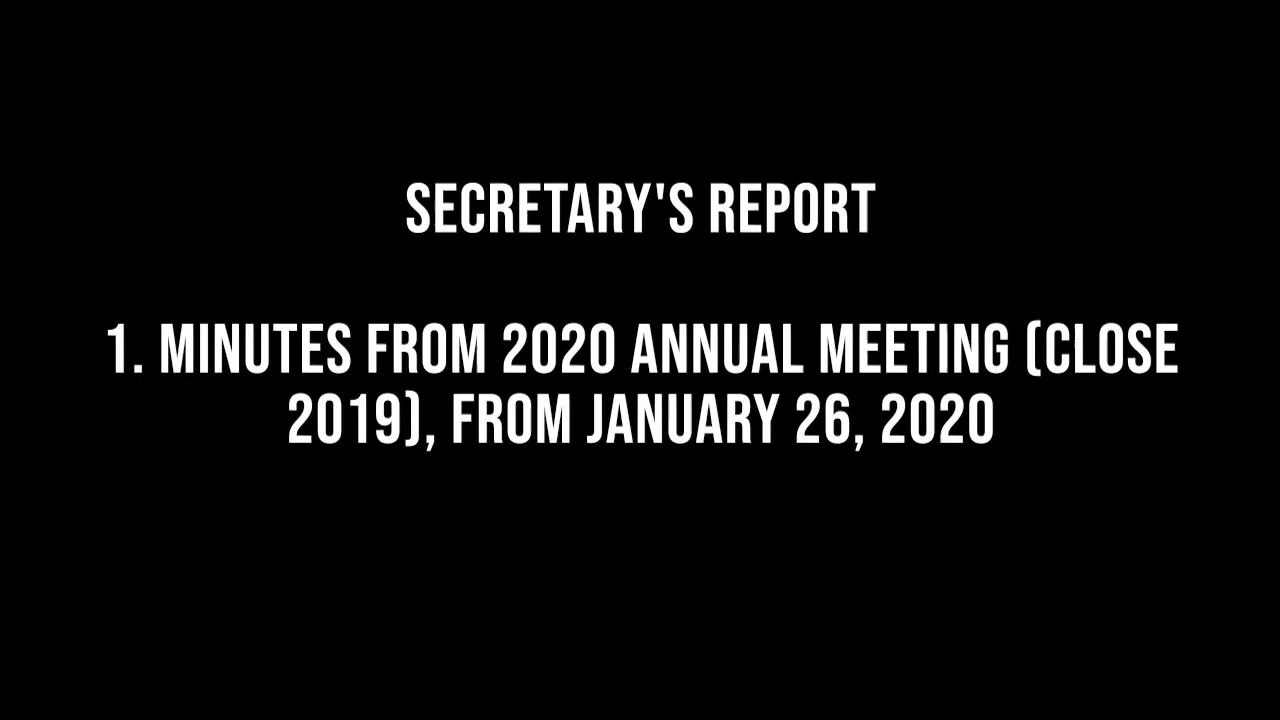 SECRETARY'S REPORT
1. MINUTES FROM 2020 ANNUAL MEETING (CLOSE
2019), FROM JANUARY 26, 2020